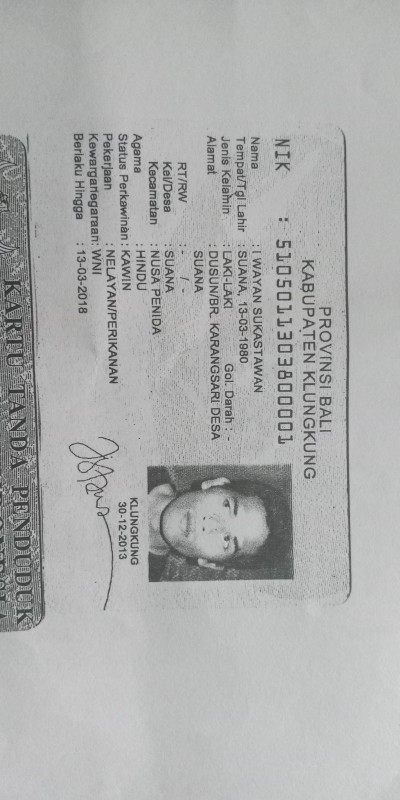 PROVINSI BALI
KABUPATEN KLUNGKUNG
NIK : 5105011303800001
Nama : I WAYAN SUKASTAWAN
Tempat/Tgl Lahir : SUANA, 13-03-1980
Jenis Kelamin : LAKI-LAKI Gol. Darah : -
Alamat : DUSUN/BR. KARANGSARI DESA
SUANA
RT/RW : - / -
Kel/Desa : SUANA
Kecamatan : NUSA PENIDA
Agama : HINDU
Status Perkawinan : KAWIN
Pekerjaan : NELAYAN/PERIKANAN
Kewarganegaraan: WNI
Berlaku Hingga : 13-03-2018
KLUNGKUNG
30-12-2013
KARTU TANDA PENDUDUK